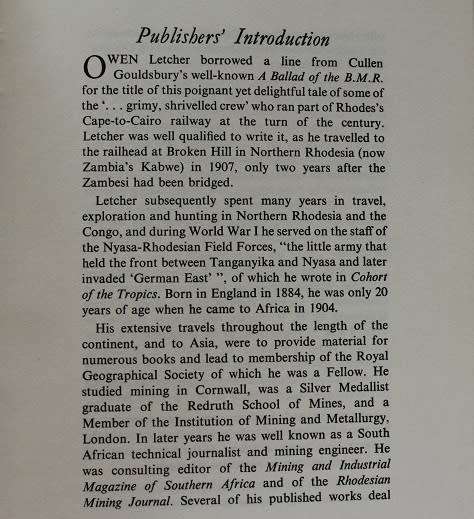 Publishers' Introduction
OWEN Letcher borrowed a line from Cullen
Gouldsbury's well-known A Ballad of the B.M.R.
for the title of this poignant yet delightful tale of some of
the '. . . grimy, shrivelled crew' who ran part of Rhodes's
Cape-to-Cairo railway at the turn of the century.
Letcher was well qualified to write it, as he travelled to
the railhead at Broken Hill in Northern Rhodesia (now
Zambia's Kabwe) in 1907, only two years after the
Zambesi had been bridged.
Letcher subsequently spent many years in travel,
exploration and hunting in Northern Rhodesia and the
Congo, and during World War I he served on the staff of
the Nyasa-Rhodesian Field Forces, "the little army that
held the front between Tanganyika and Nyasa and later
invaded 'German East' ", of which he wrote in Cohort
of the Tropics. Born in England in 1884, he was only 20
years of age when he came to Africa in 1904.
His extensive travels throughout the length of the
continent, and to Asia, were to provide material for
numerous books and lead to membership of the Royal
Geographical Society of which he was a Fellow. He
studied mining in Cornwall, was a Silver Medallist
graduate of the Redruth School of Mines, and a
Member of the Institution of Mining and Metallurgy,
London. In later years he was well known as a South
African technical journalist and mining engineer. He
was consulting editor of the Mining and Industrial
Magazine of Southern Africa and of the Rhodesian
Mining Journal. Several of his published works deal